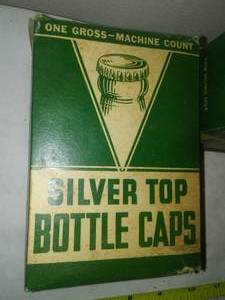 ONE GROSS-MACHINE COUNT
SILVER TOP
BOTTLE CAPS